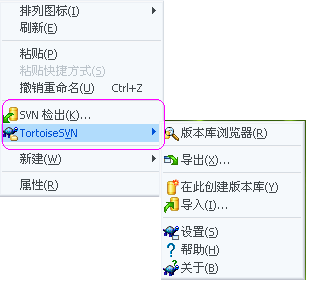 排列图标(I)
刷新(E)
粘贴(P)
粘贴快捷方式(S)
撤销重命名(U) Ctrl+Z
SVN 检出(K)...
TortoiseSVN
新建(W)
属性(R)
版本库浏览器(R)
导出(X)...
在此创建版本库(Y)
导入(I)...
设置(S)
帮助(H)
关于(B)